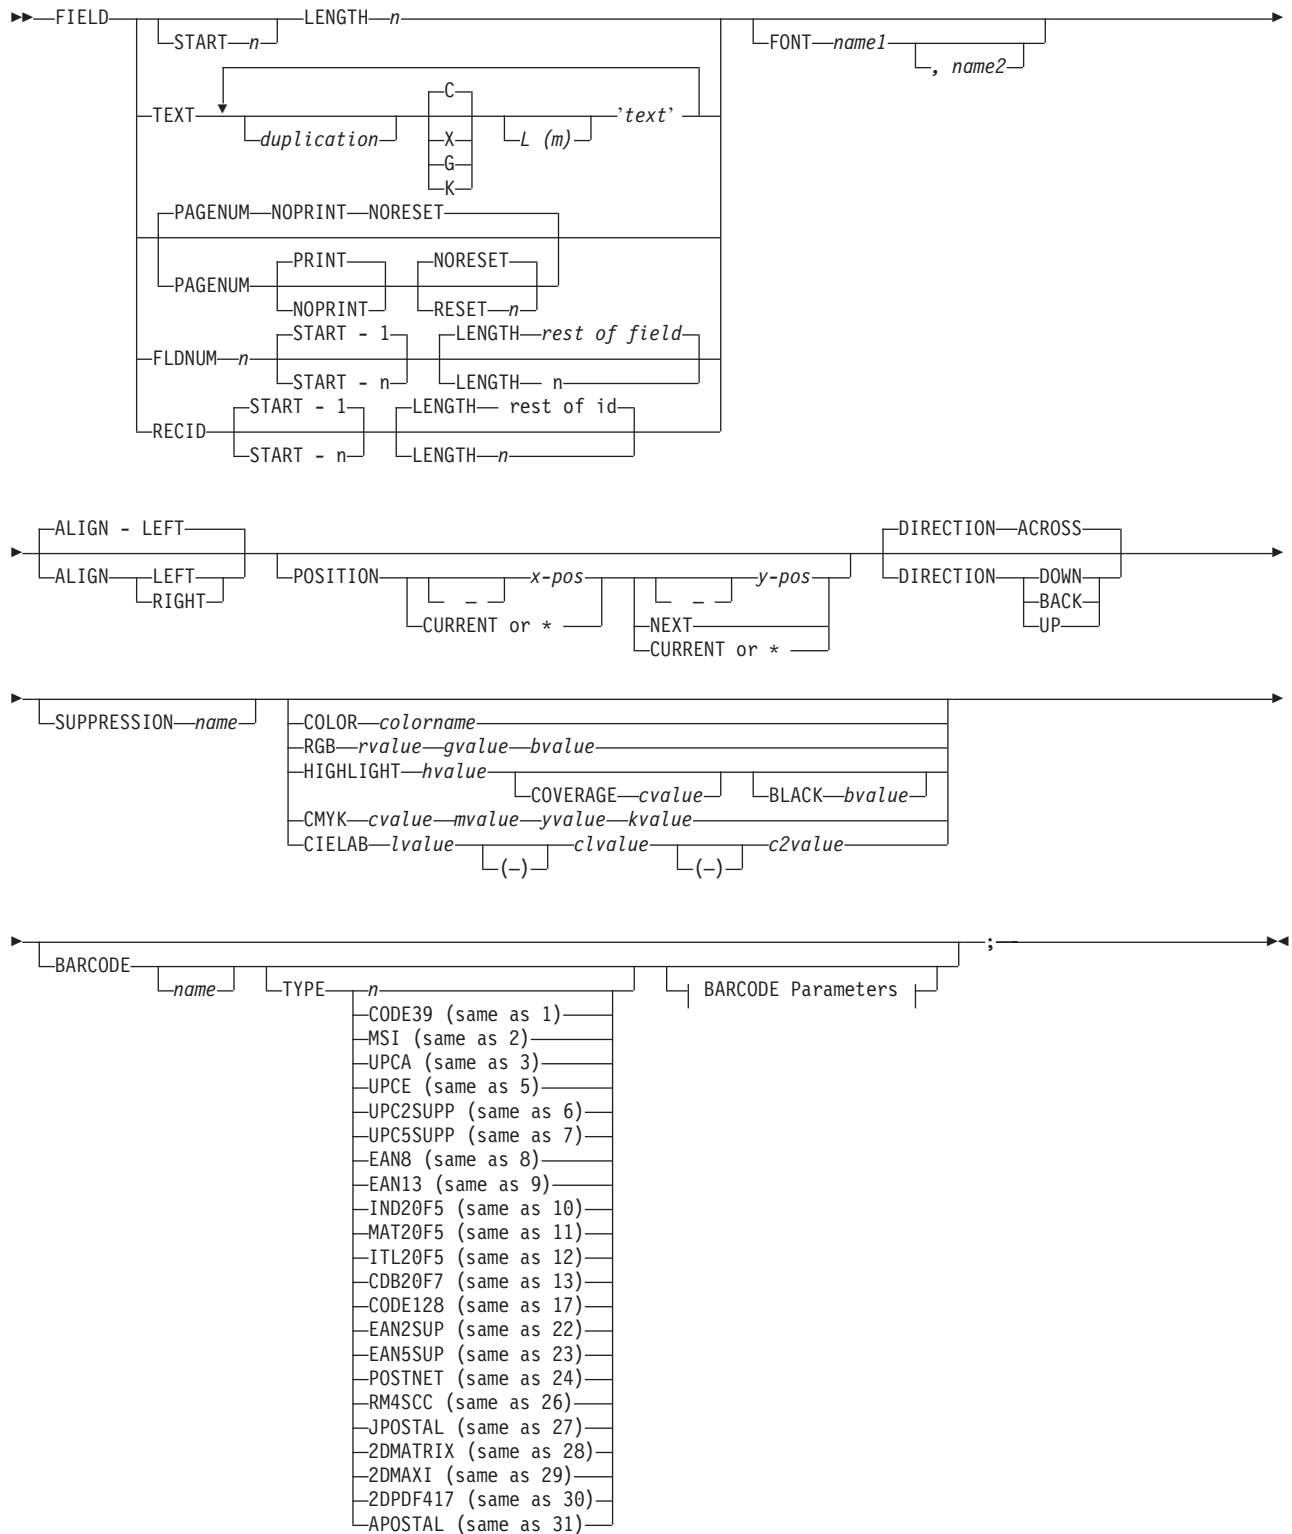 FIELD LENGTH n
START n FONT name1
, name2
C
TEXT 'text'
duplication X L (m)
G
K
PAGENUM NOPRINT NORESET
PRINT NORESET
PAGENUM
NOPRINT RESET n
START - 1 LENGTH rest of field
FLDNUM n
START - n LENGTH n
START - 1 LENGTH rest of id
RECID
START - n LENGTH n
ALIGN - LEFT DIRECTION ACROSS
ALIGN LEFT POSITION x-pos y-pos DIRECTION DOWN
RIGHT – – BACK
CURRENT or * NEXT UP
CURRENT or *
SUPPRESSION name COLOR colorname
RGB rvalue gvalue bvalue
HIGHLIGHT hvalue
COVERAGE cvalue BLACK bvalue
CMYK cvalue mvalue yvalue kvalue
CIELAB lvalue clvalue c2value
(–) (–)
;
BARCODE
name TYPE n BARCODE Parameters
CODE39 (same as 1)
MSI (same as 2)
UPCA (same as 3)
UPCE (same as 5)
UPC2SUPP (same as 6)
UPC5SUPP (same as 7)
EAN8 (same as 8)
EAN13 (same as 9)
IND2OF5 (same as 10)
MAT2OF5 (same as 11)
ITL2OF5 (same as 12)
CDB2OF7 (same as 13)
CODE128 (same as 17)
EAN2SUP (same as 22)
EAN5SUP (same as 23)
POSTNET (same as 24)
RM4SCC (same as 26)
JPOSTAL (same as 27)
2DMATRIX (same as 28)
2DMAXI (same as 29)
2DPDF417 (same as 30)
APOSTAL (same as 31)